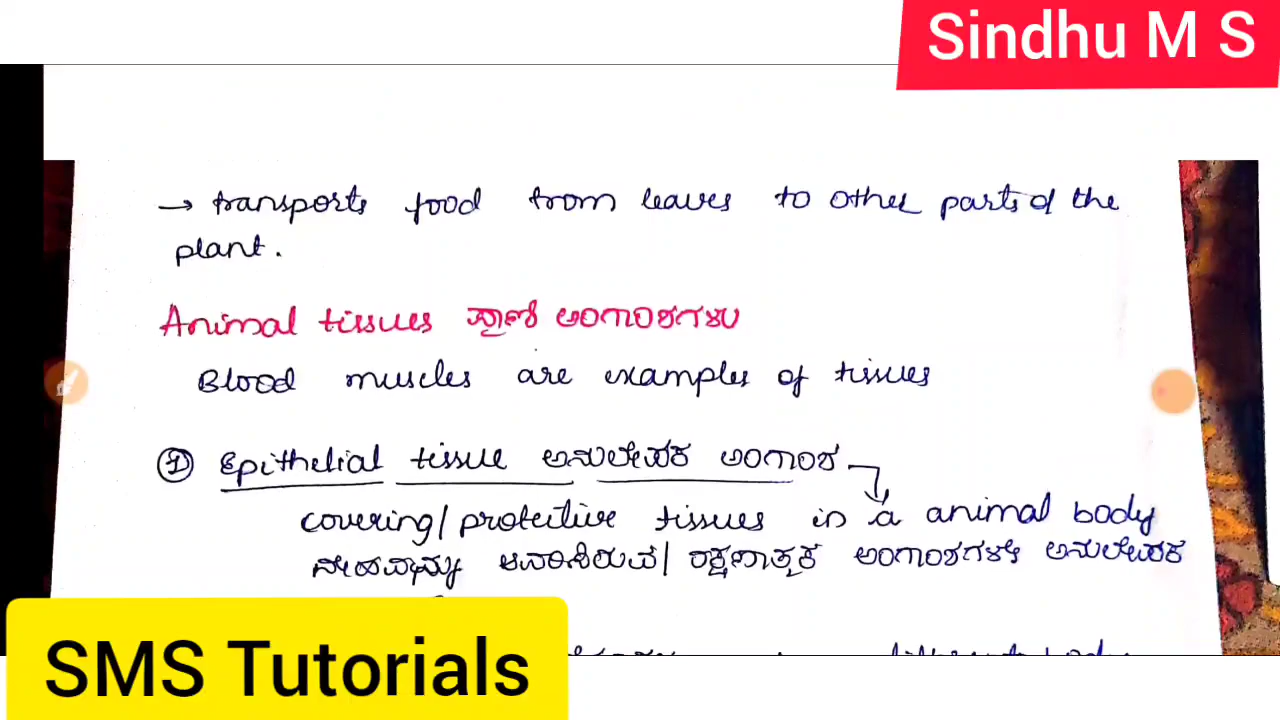 Sindhu M S
→ transports food from leaves to other parts of the
plant.
Animal tissues ಪ್ರಾಣಿ ಅಂಗಾಂಶಗಳು
Blood muscles are examples of tissues
① Epithelial tissue ಅನುಲೇಪಕ ಅಂಗಾಂಶ
covering/protective tissues in a animal body
ದೇಹವನ್ನು ಆವರಿಸಿರುವ/ ರಕ್ಷಣಾತ್ಮಕ ಅಂಗಾಂಶಗಳೇ ಅನುಲೇಪಕ
SMS Tutorials